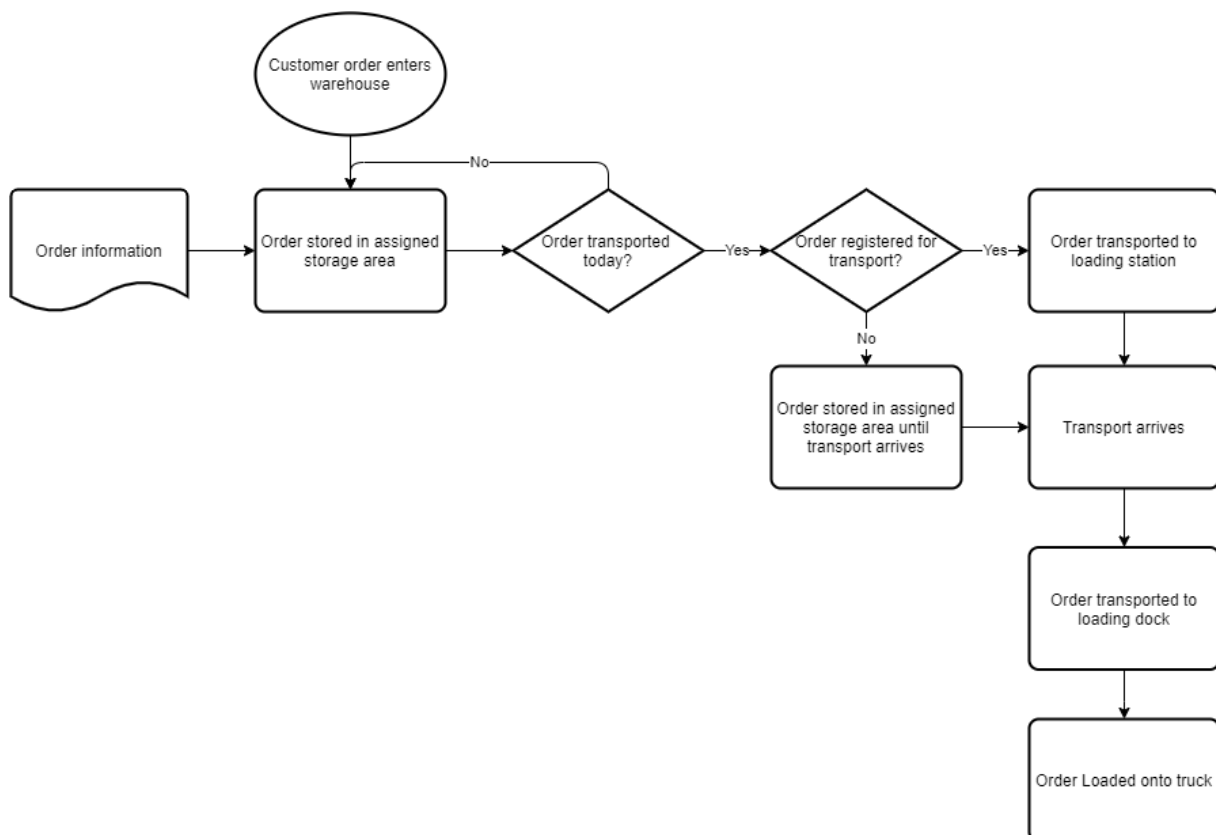 Customer order enters
warehouse
No
Order information
Order stored in assigned
storage area
Order transported
today?
Yes
Order registered for
transport?
Yes
Order transported to
loading station
No
Order stored in assigned
storage area until
transport arrives
Transport arrives
Order transported to
loading dock
Order Loaded onto truck